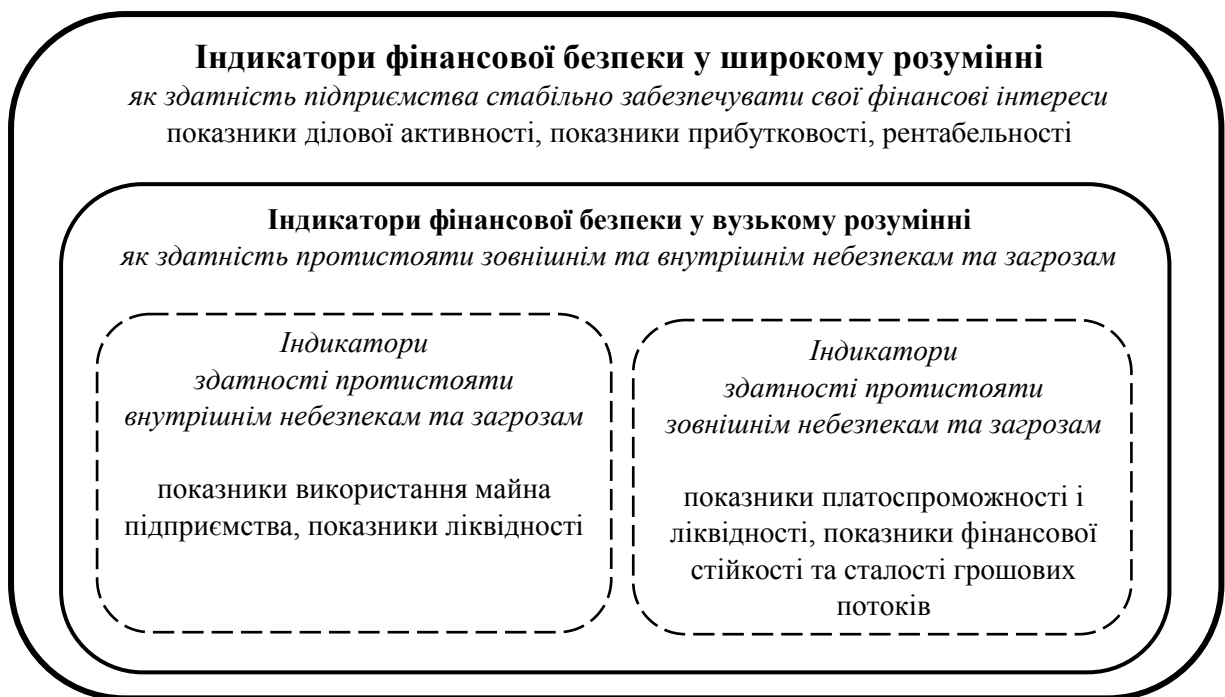 Індикатори фінансової безпеки у широкому розумінні
як здатність підприємства стабільно забезпечувати свої фінансові інтереси
показники ділової активності, показники прибутковості, рентабельності
Індикатори фінансової безпеки у вузькому розумінні
як здатність протистояти зовнішнім та внутрішнім небезпекам та загрозам
Індикатори
здатності протистояти
внутрішнім небезпекам та загрозам
показники використання майна
підприємства, показники ліквідності
Індикатори
здатності протистояти
зовнішнім небезпекам та загрозам
показники платоспроможності і
ліквідності, показники фінансової
стійкості та сталості грошових
потоків